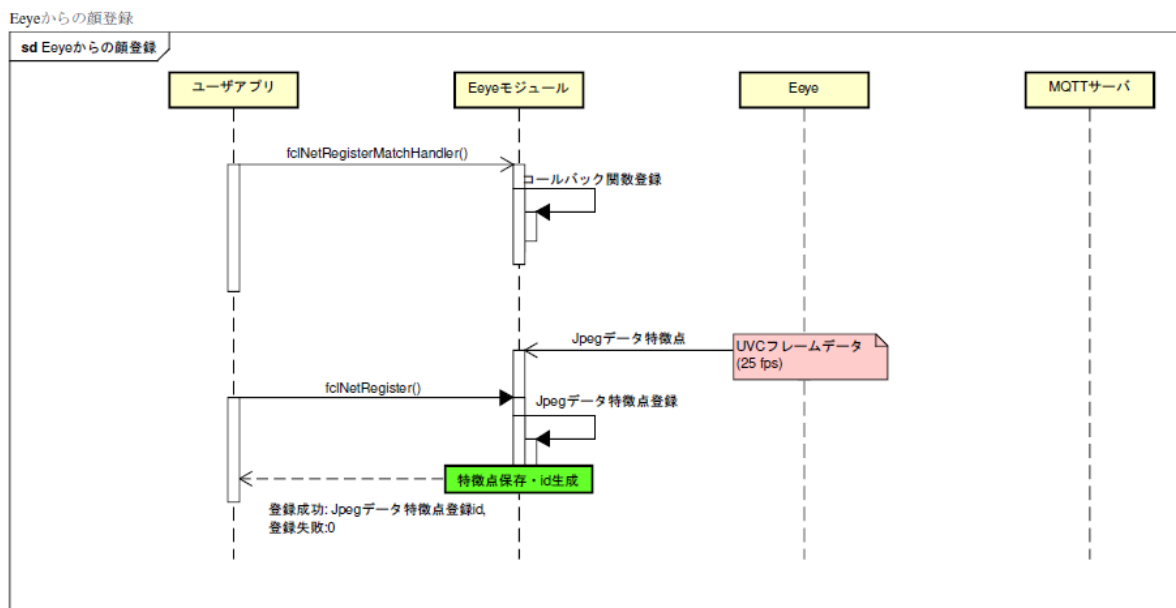 Eeyeからの顔登録
sd Eeyeからの顔登録
ユーザアプリ
Eeyeモジュール
Eeye
MQTTサーバ
fclNetRegisterMatchHandler()
コールバック関数登録
Jpegデータ特徴点
UVCフレームデータ
(25 fps)
fclNetRegister()
Jpegデータ特徴点登録
特徴点保存・id生成
登録成功: Jpegデータ特徴点登録id,
登録失敗:0